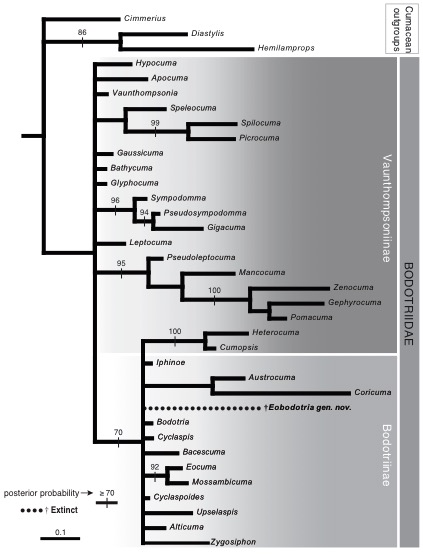 Cimmerius
Cumacean
outgroups
86
Diastylis
Hemilamprops
Hypocuma
Apocuma
Vaunthompsonia
Speleocuma
99
Spilocuma
Picrocuma
Gaussicuma
Bathycuma
Glyphocuma
96
Sympodomma
94
Pseudosympodomma
Gigacuma
Leptocuma
95
Pseudoleptocuma
Mancocuma
100
Zenocuma
Gephyrocuma
Pomacuma
Vaunthompsoniinae
BODOTRIIDAE
100
Heterocuma
Cumopsis
Iphinoe
Austrocuma
Coricuma
†Eobodotria gen. nov.
70
Bodotria
Cyclaspis
Bacescuma
92
Eocuma
Mossambicuma
Cyclaspoides
Upselaspis
Alticuma
Zygosiphon
Bodotriinae
posterior probability → ≥70
† Extinct
0.1